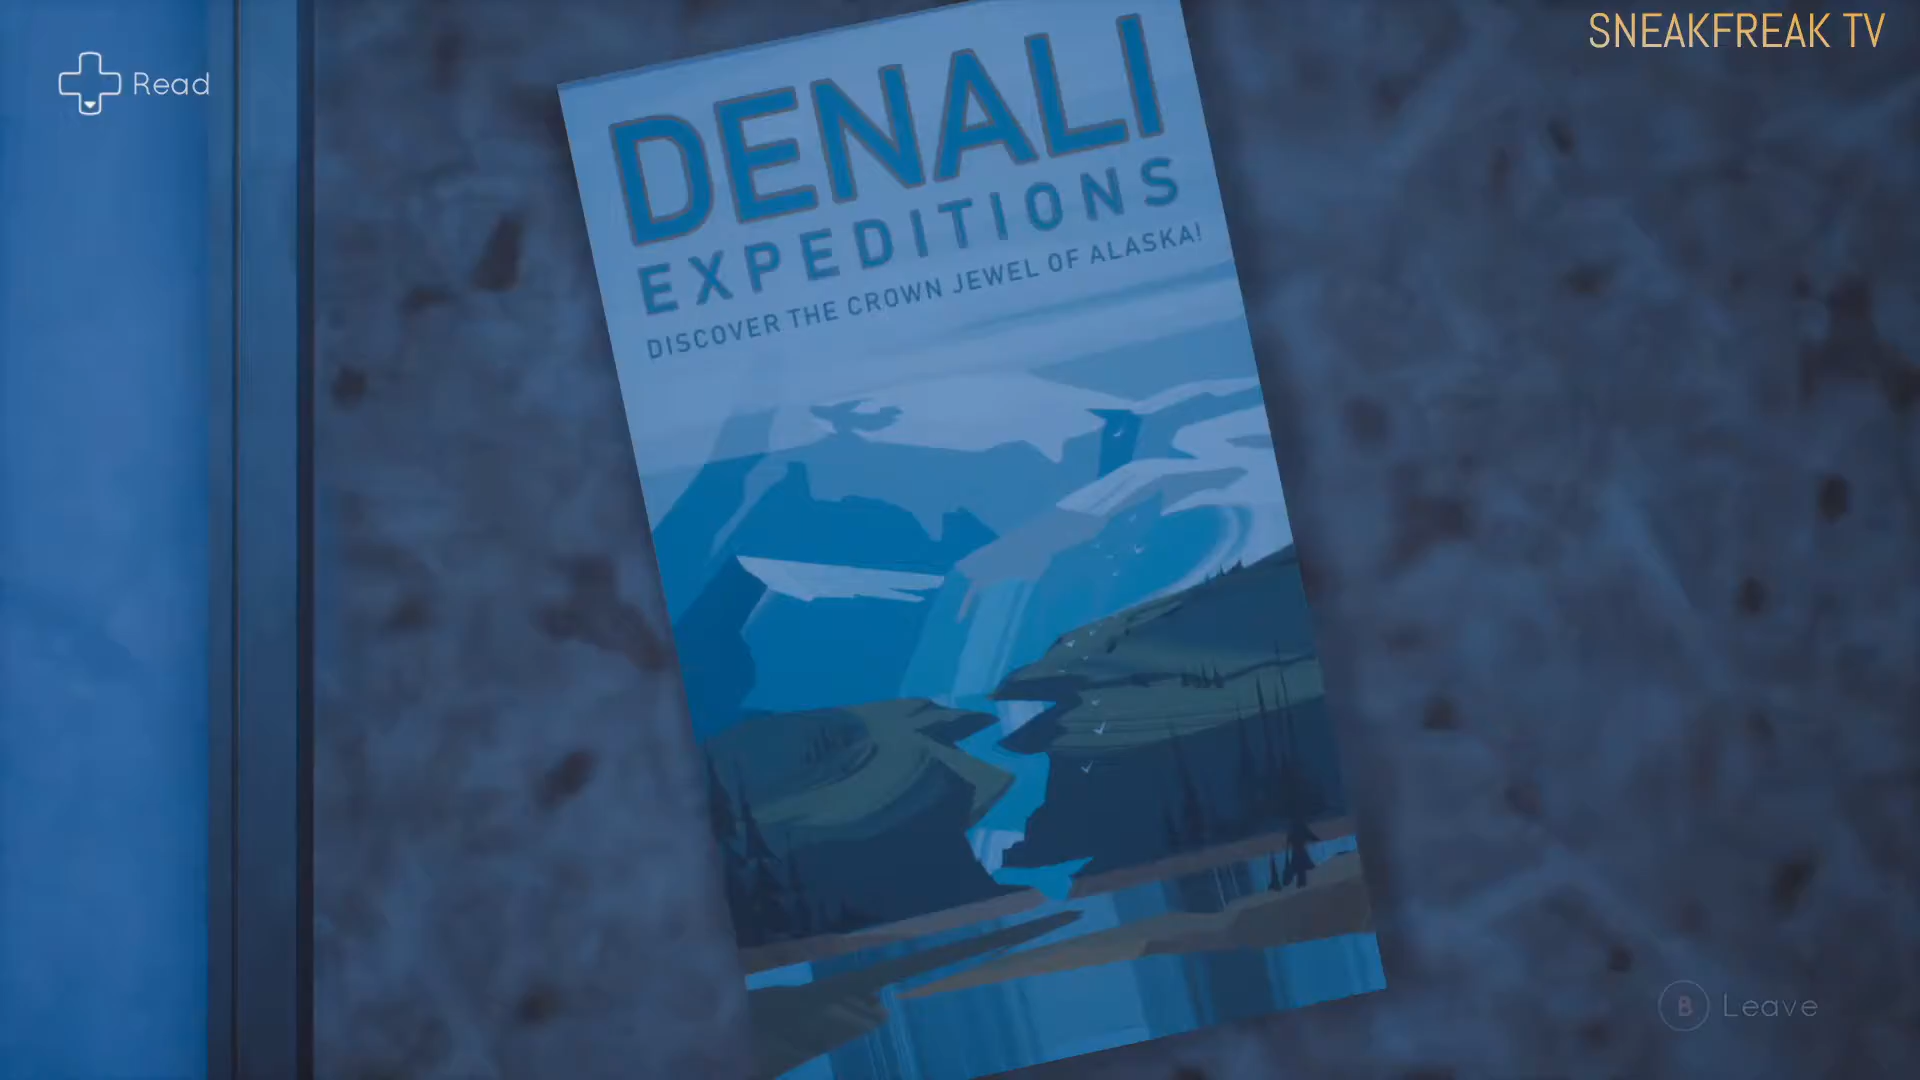 SNEAKFREAK TV
Read
DENALI
EXPEDITIONS
DISCOVER THE CROWN JEWEL OF ALASKA!
B Leave